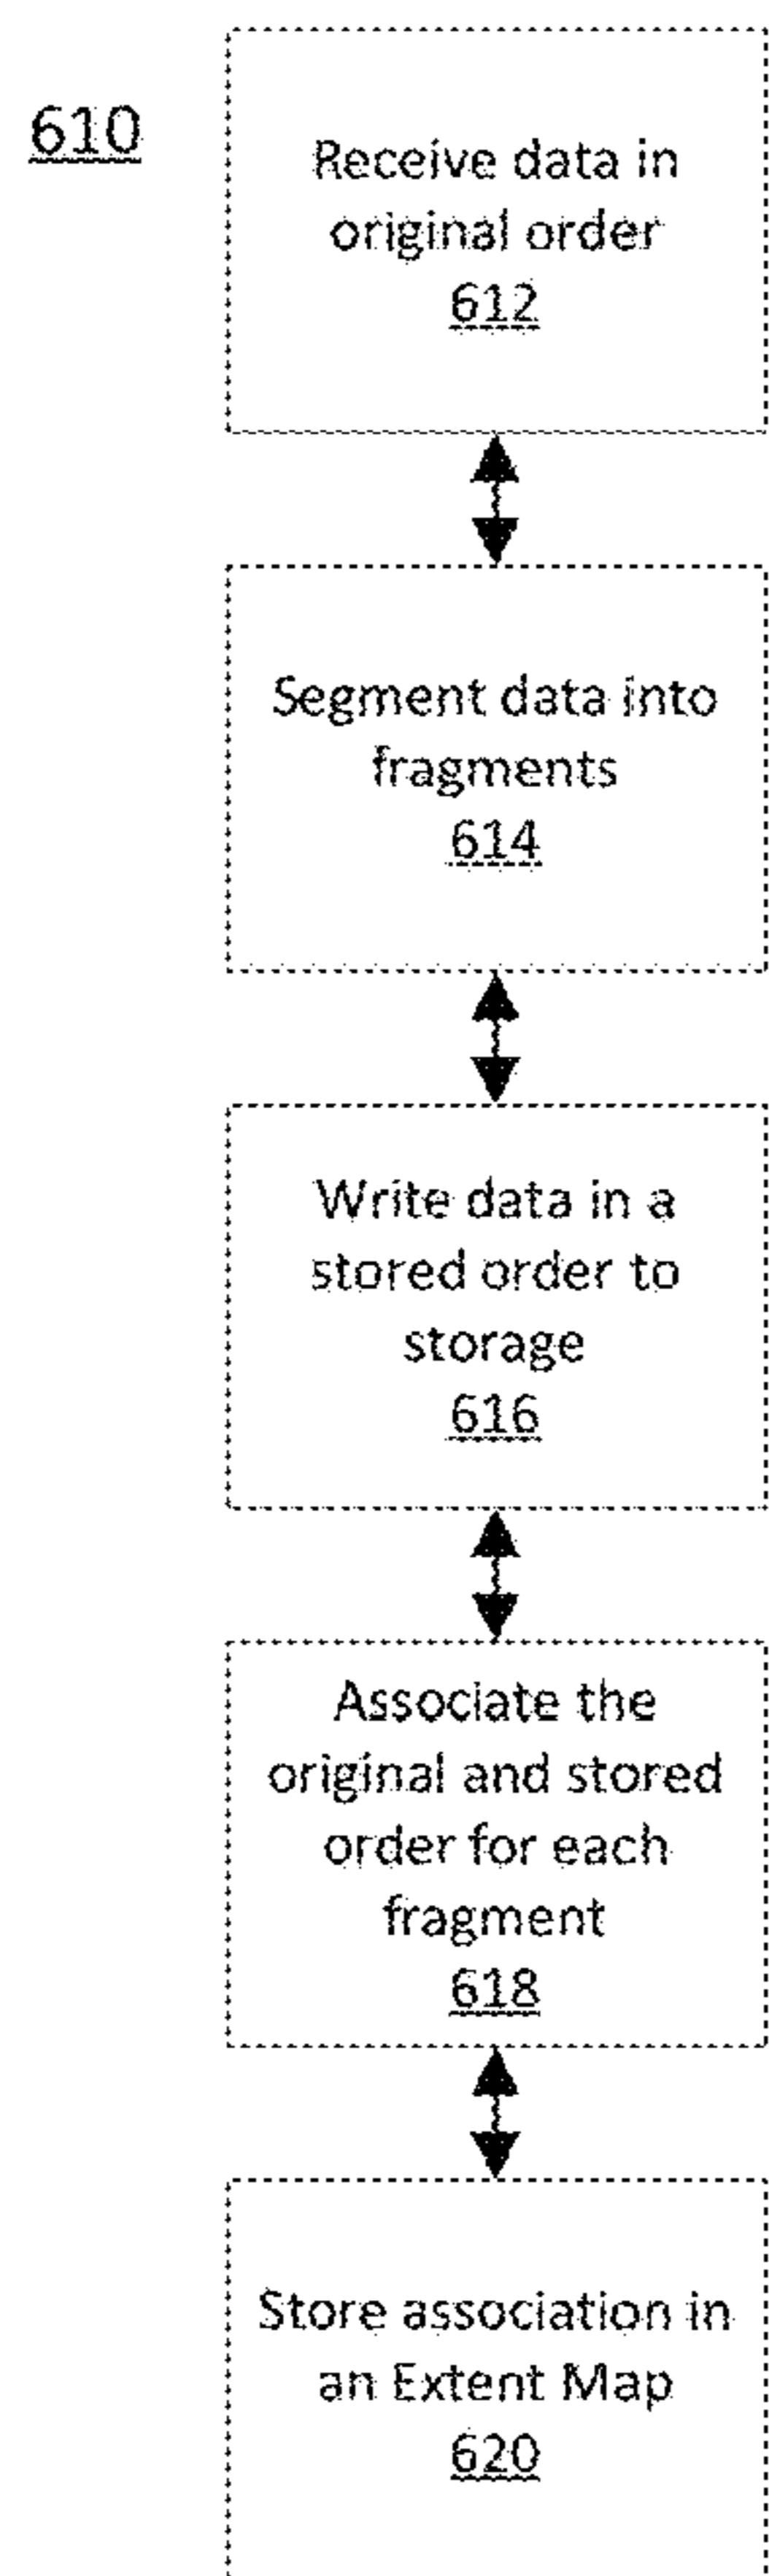 610
Receive data in
original order
612
Segment data into
fragments
614
Write data in a
stored order to
storage
616
Associate the
original and stored
order for each
fragment
618
Store association in
an Extent Map
620